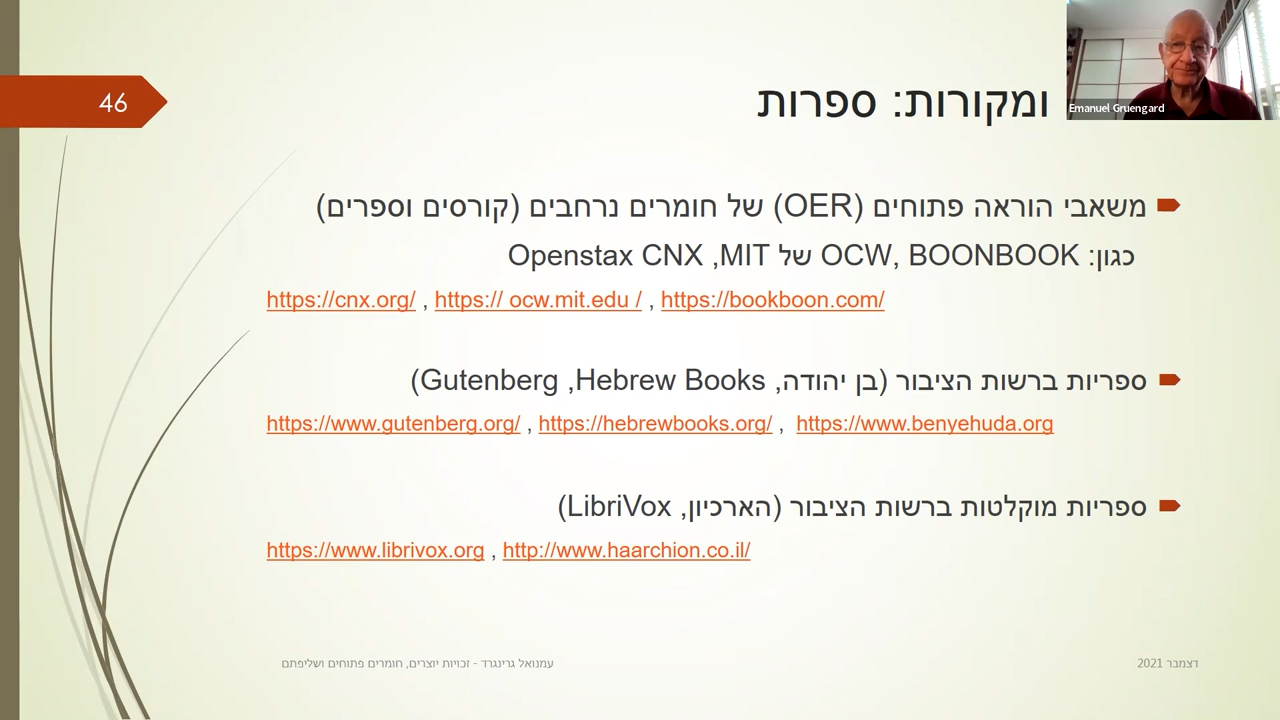 46
ומקורות: ספרות
Emanuel Gruengard
משאבי הוראה פתוחים (OER) של חומרים נרחבים (קורסים וספרים)
כגון: OCW, BOONBOOK של MIT, Openstax CNX
https://cnx.org/ , https:// ocw.mit.edu / , https://bookboon.com/
ספריות ברשות הציבור (בן יהודה, Hebrew Books, Gutenberg)
https://www.gutenberg.org/ , https://hebrewbooks.org/ , https://www.benyehuda.org
ספריות מוקלטות ברשות הציבור (הארכיון, LibriVox)
https://www.librivox.org , http://www.haarchion.co.il/
עמנואל גרינגרד - זכויות יוצרים, חומרים פתוחים ושליפתם
דצמבר 2021